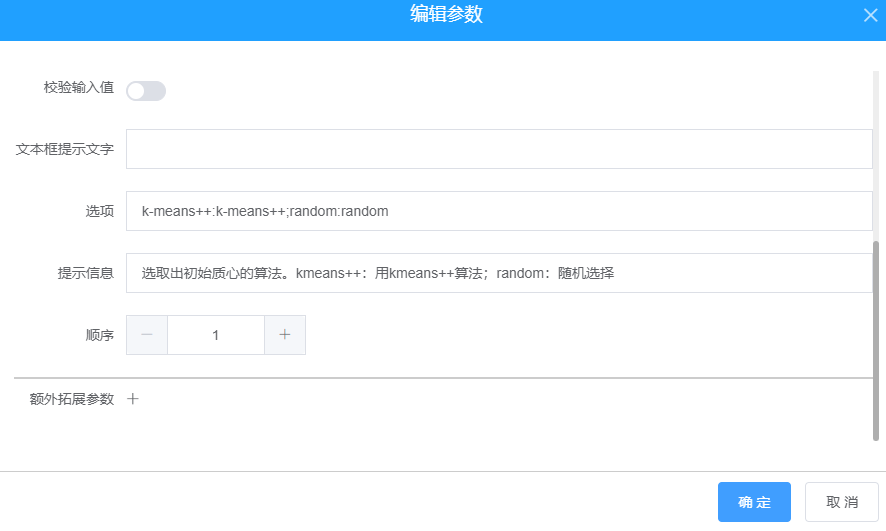 编辑参数
校验输入值
文本框提示文字
选项 k-means++:k-means++;random:random
提示信息 选取出初始质心的算法。kmeans++：用kmeans++算法；random：随机选择
顺序 1
额外拓展参数
确 定 取 消